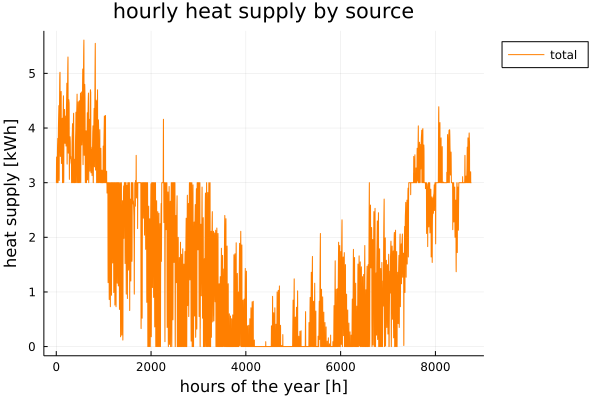 hourly heat supply by source
total
heat supply [kWh]
5
4
3
2
1
0
0 2000 4000 6000 8000
hours of the year [h]